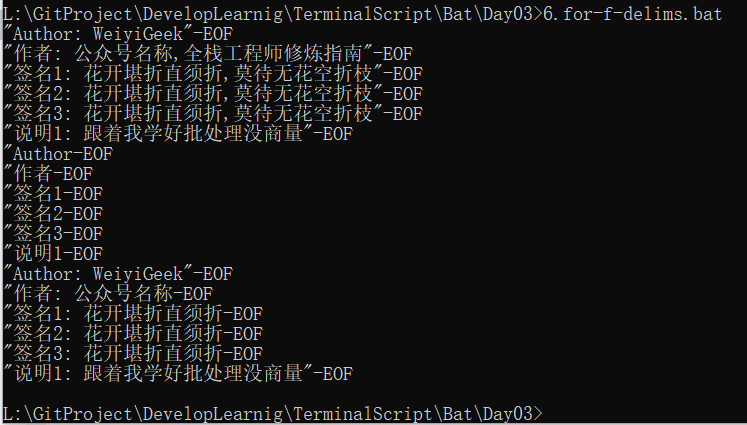 L:\GitProject\DevelopLearnig\TerminalScript\Bat\Day03>6.for-f-delims.bat
"Author: WeiyiGeek"-EOF
"作者: 公众号名称,全栈工程师修炼指南"-EOF
"签名1: 花开堪折直须折,莫待无花空折枝"-EOF
"签名2: 花开堪折直须折,莫待无花空折枝"-EOF
"签名3: 花开堪折直须折,莫待无花空折枝"-EOF
"说明1: 跟着我学好批处理没商量"-EOF
"Author-EOF
"作者-EOF
"签名1-EOF
"签名2-EOF
"签名3-EOF
"说明1-EOF
"Author: WeiyiGeek"-EOF
"作者: 公众号名称-EOF
"签名1: 花开堪折直须折-EOF
"签名2: 花开堪折直须折-EOF
"签名3: 花开堪折直须折-EOF
"说明1: 跟着我学好批处理没商量"-EOF
L:\GitProject\DevelopLearnig\TerminalScript\Bat\Day03>